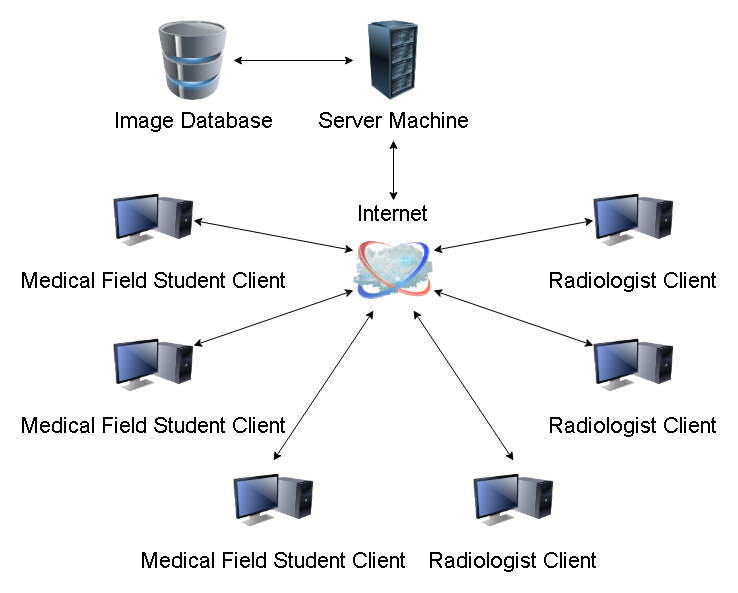 Image Database
Server Machine
Internet
Medical Field Student Client
Radiologist Client
Medical Field Student Client
Radiologist Client
Medical Field Student Client
Radiologist Client